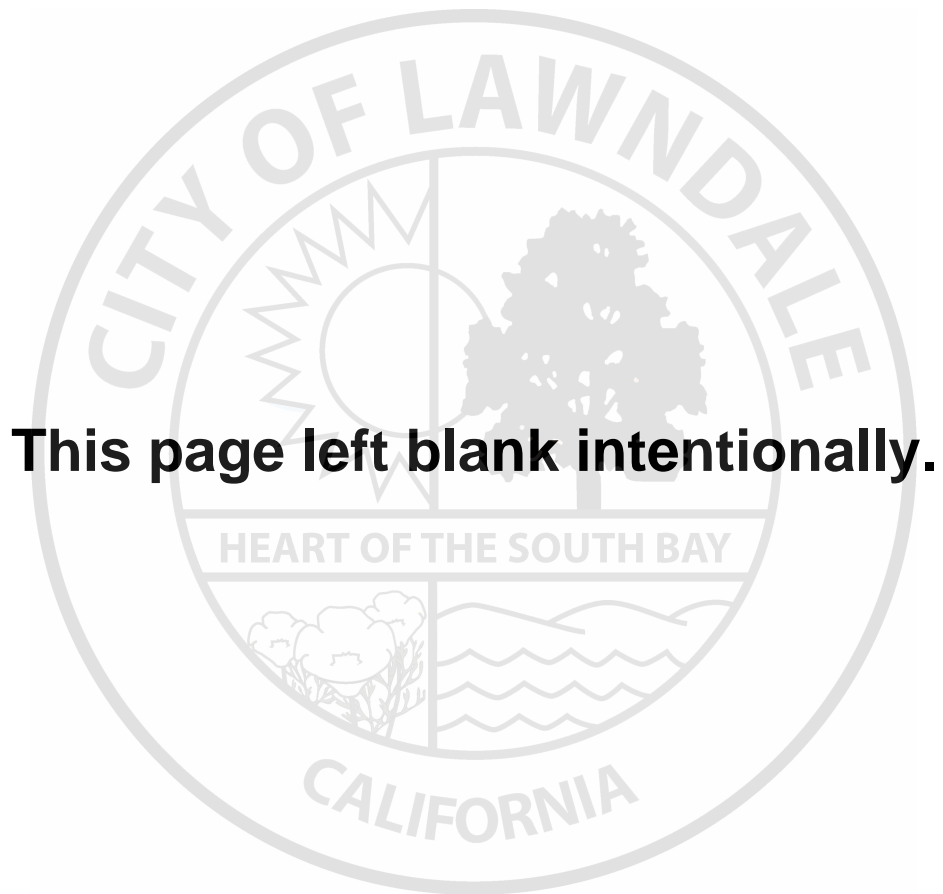 CITY OF LAWNDALE
This page left blank intentionally.
HEART OF THE SOUTH BAY
CALIFORNIA